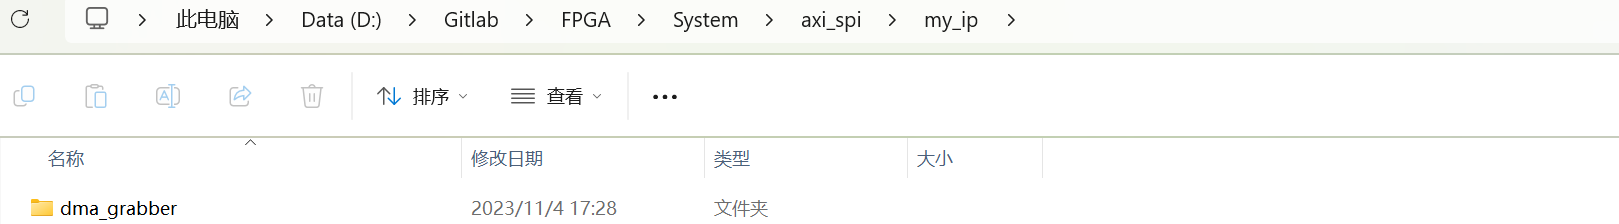 此电脑 > Data (D:) > Gitlab > FPGA > System > axi_spi > my_ip >
排序 查看
名称 修改日期 类型 大小
dma_grabber 2023/11/4 17:28 文件夹